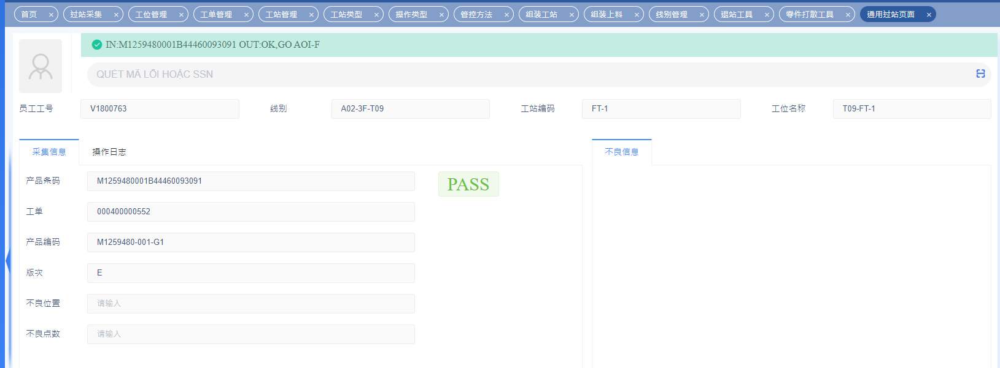 首页 × 过站采集 × 工位管理 × 工单管理 × 工站管理 × 工站类型 × 操作类型 × 管控方法 × 组装工站 × 组装上料 × 线别管理 × 退站工具 × 零件打散工具 × 通用过站页面 ×
IN:M1259480001B44460093091 OUT:OK,GO AOI-F
QUÉT MÃ LỖI HOẶC SSN
员工工号 V1800763 线别 A02-3F-T09 工站编码 FT-1 工位名称 T09-FT-1
采集信息 操作日志 不良信息
产品条码 M1259480001B44460093091 PASS
工单 000400000552
产品编码 M1259480-001-G1
版次 E
不良位置 请输入
不良点数 请输入